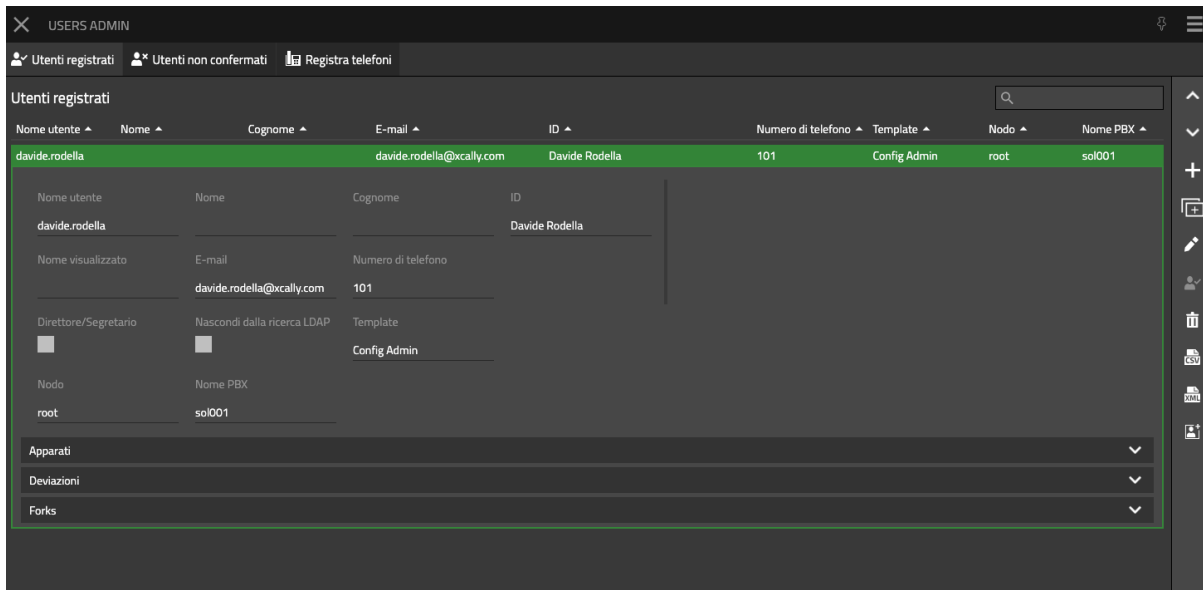 USERS ADMIN
Utenti registrati Utenti non confermati Registra telefoni
Utenti registrati
Nome utente Nome Cognome E-mail ID Numero di telefono Template Nodo Nome PBX
davide.rodella davide.rodella@xcally.com Davide Rodella 101 Config Admin root sol001
Nome utente Nome Cognome ID
davide.rodella Davide Rodella
Nome visualizzato E-mail Numero di telefono
davide.rodella@xcally.com 101
Direttore/Segretario Nascondi dalla ricerca LDAP Template
Config Admin
Nodo Nome PBX
root sol001
Apparati
Deviazioni
Forks
CSV
XML